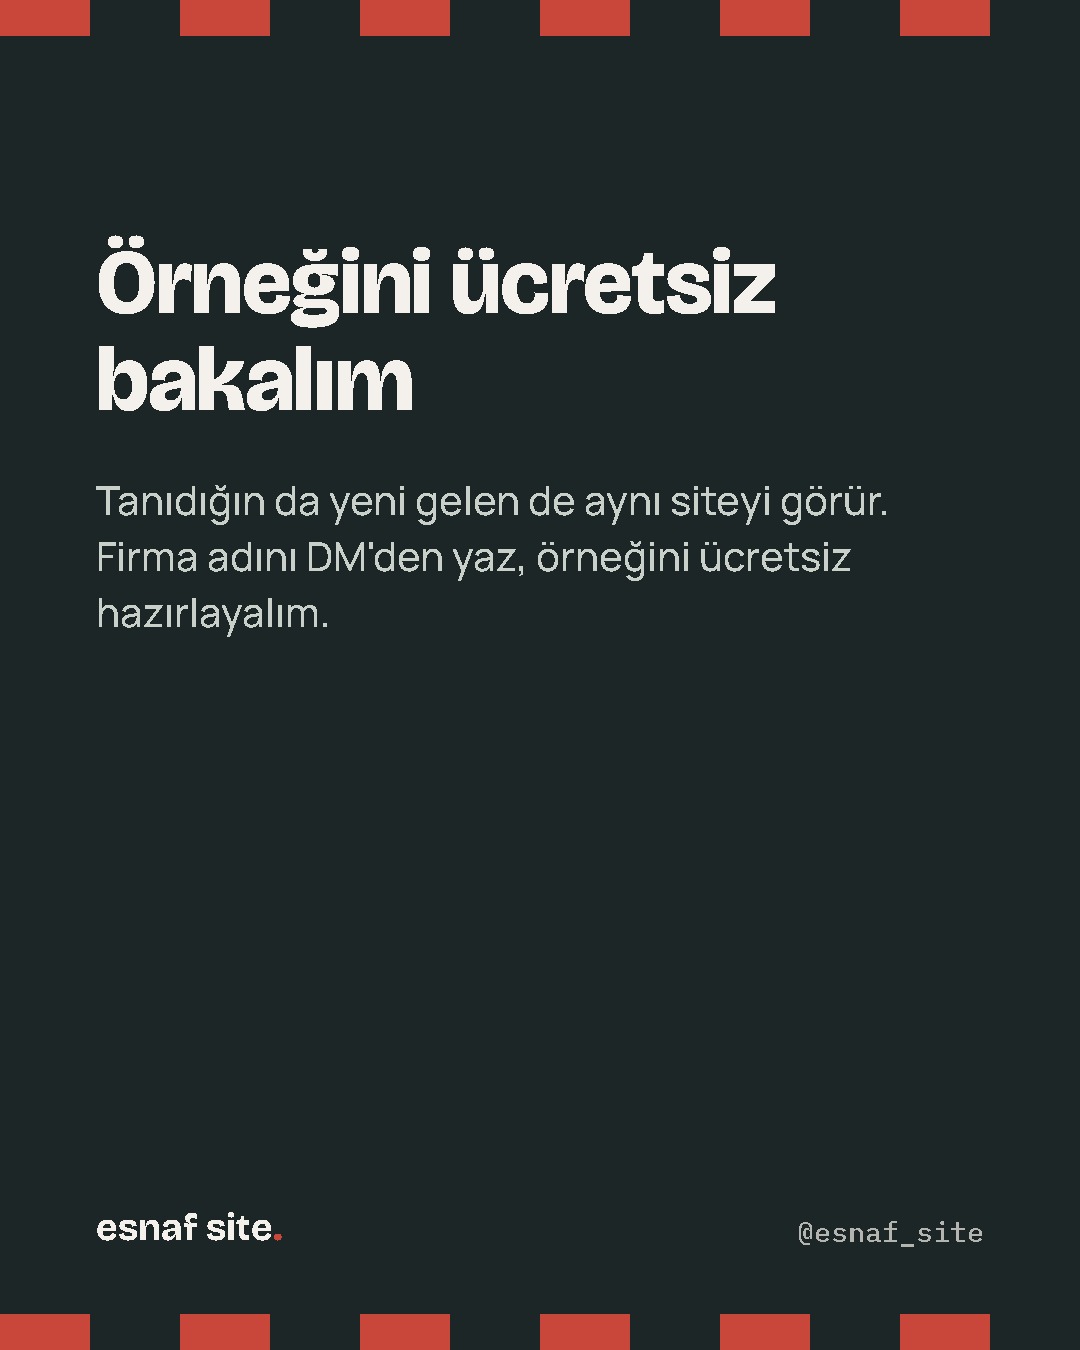 Örneğini ücretsiz
bakalım
Tanıdığın da yeni gelen de aynı siteyi görür.
Firma adını DM'den yaz, örneğini ücretsiz
hazırlayalım.
esnaf site.
@esnaf_site